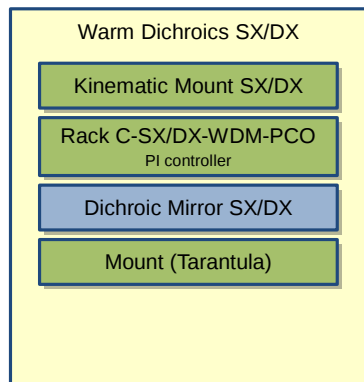 Warm Dichroics SX/DX
Kinematic Mount SX/DX
Rack C-SX/DX-WDM-PCO
PI controller
Dichroic Mirror SX/DX
Mount (Tarantula)